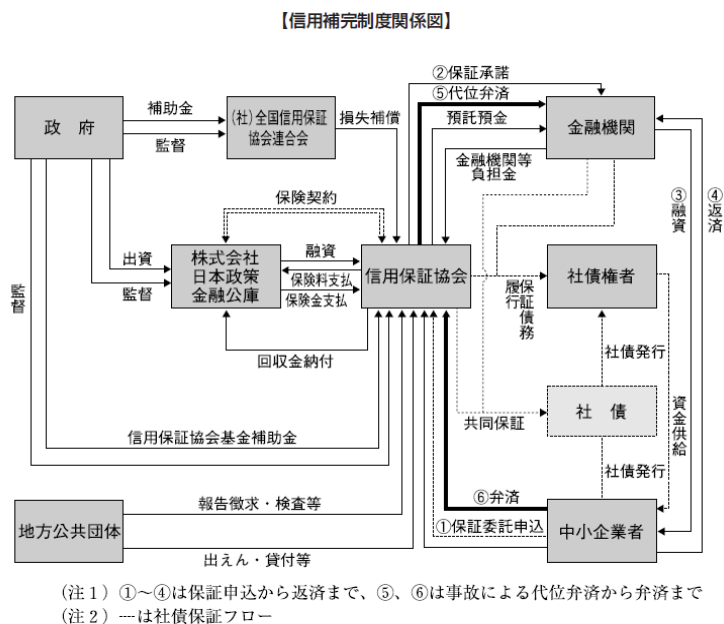 【信用補完制度関係図】
②保証承諾
⑤代位弁済
補助金
政　府
(社)全国信用保証
協会連合会
損失補償
預託預金
金融機関
監督
金融機関等
負担金
保険契約
③融資
④返済
出資
株式会社
日本政策
金融公庫
融資
保険料支払
保険金支払
信用保証協会
社債権者
監督
監督
保証債務
履行
回収金納付
社債発行
社　債
共同保証
資金供給
信用保証協会基金補助金
社債発行
報告徴求・検査等
⑥弁済
地方公共団体
①保証委託申込
中小企業者
出えん・貸付等
(注１) ①～④は保証申込から返済まで、⑤、⑥は事故による代位弁済から弁済まで
(注２) ---は社債保証フロー